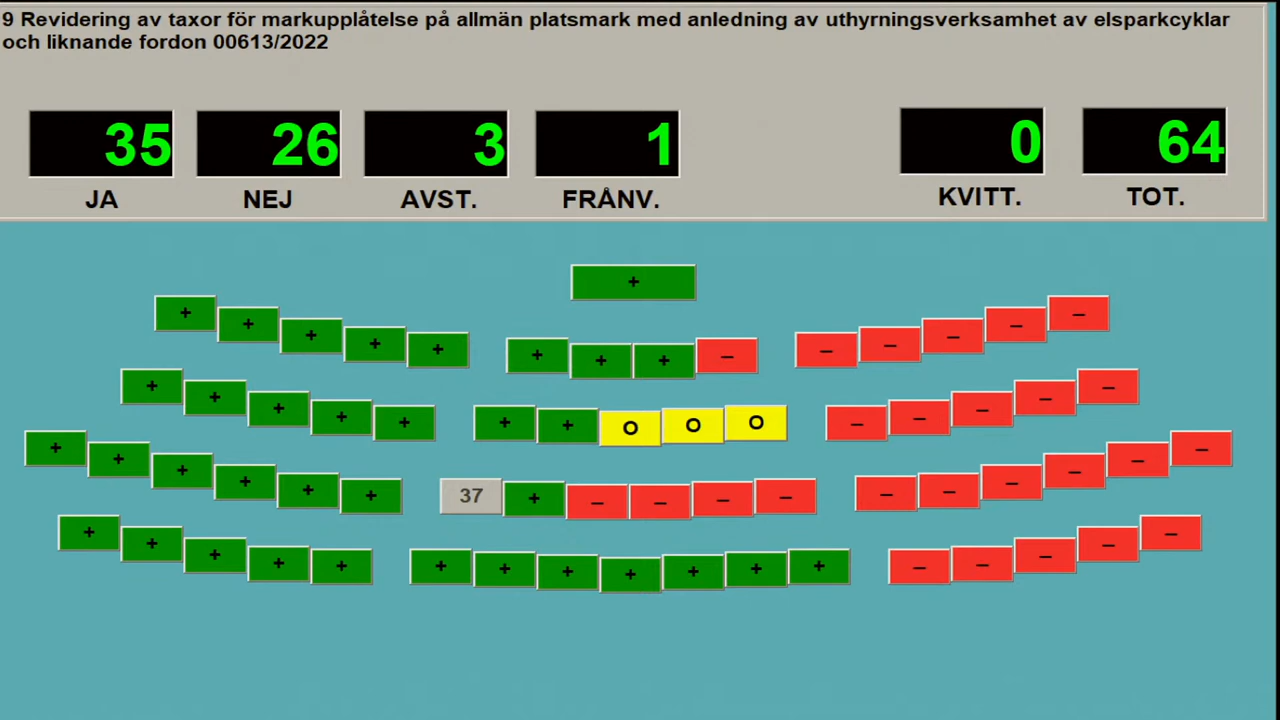 9 Revidering av taxor för markupplåtelse på allmän platsmark med anledning av uthyrningsverksamhet av elsparkcyklar
och liknande fordon 00613/2022
35 26 3 1 0 64
JA NEJ AVST. FRÅNV. KVITT. TOT.
+
+ + + + + + + + – – – – – –
+ + + + + + + O O O – – – – –
+ + + + + + 37 + – – – – – – – – – –
+ + + + + + + + + + + + – – – – –